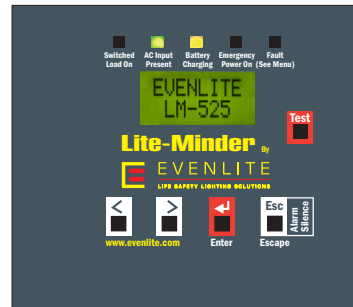 Switched Load On
AC Input Present
Battery Charging
Emergency Power On
Fault (See Menu)
EVENLITE
LM-525
Test
Lite-Minder By
EVENLITE
LIFE SAFETY LIGHTING SOLUTIONS
< > Esc
Alarm Silence
www.evenlite.com Enter Escape